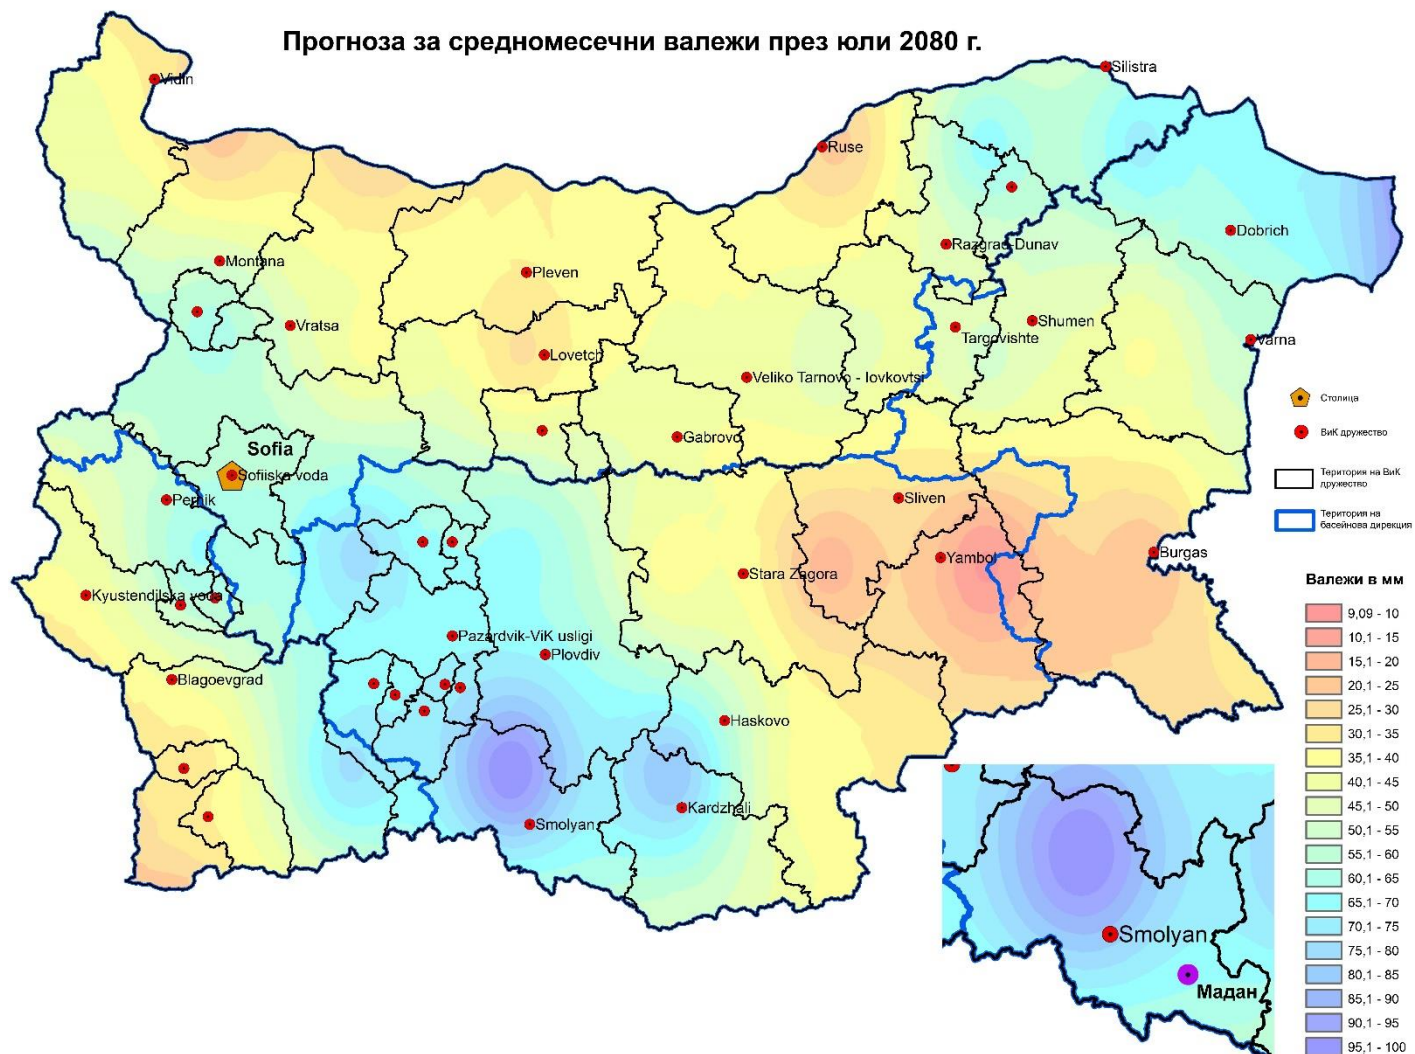 Прогноза за средномесечни валежи през юли 2080 г.
Silistra
Vidin
Ruse
Dobrich
Razgrad-Dunav
Montana
Pleven
Shumen
Vratsa
Targovishte
Varna
Lovetch
Veliko Tarnovo - Iovkovtsi
Gabrovo
Sofia
Sofiiska voda
Pernik
Sliven
Burgas
Yambol
Stara Zagora
Kyustendilska voda
Pazardvik-ViK usligi
Plovdiv
Blagoevgrad
Haskovo
Kardzhali
Smolyan
Smolyan
Мадан
Столица
ВиК дружество
Територия на ВиК
дружество
Територия на
басейнова дирекция
Валежи в мм
9,09 - 10
10,1 - 15
15,1 - 20
20,1 - 25
25,1 - 30
30,1 - 35
35,1 - 40
40,1 - 45
45,1 - 50
50,1 - 55
55,1 - 60
60,1 - 65
65,1 - 70
70,1 - 75
75,1 - 80
80,1 - 85
85,1 - 90
90,1 - 95
95,1 - 100